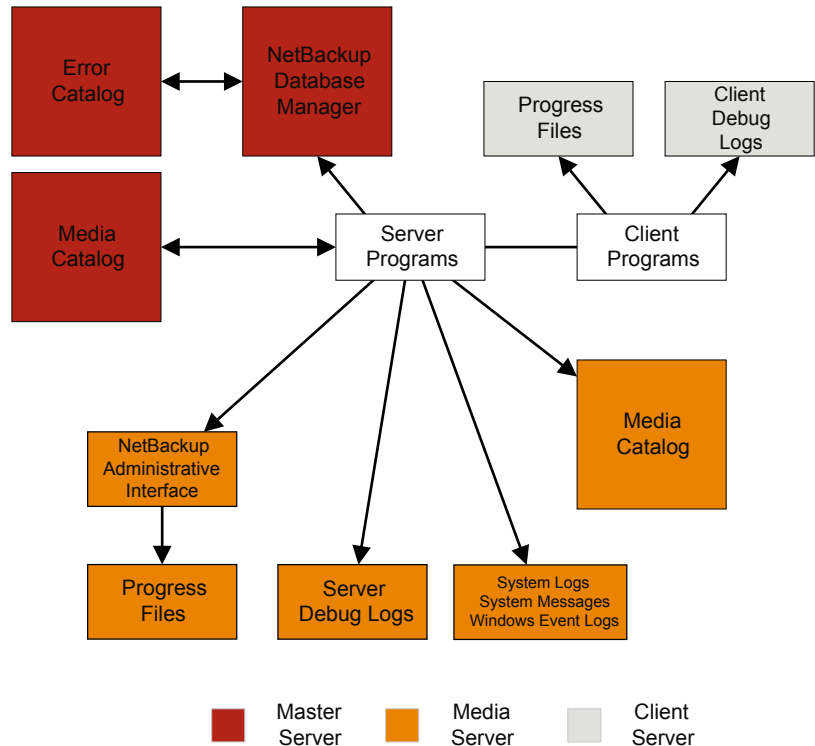 Error
Catalog
NetBackup
Database
Manager
Progress
Files
Client
Debug
Logs
Media
Catalog
Server
Programs
Client
Programs
Media
Catalog
NetBackup
Administrative
Interface
Progress
Files
Server
Debug Logs
System Logs
System Messages
Windows Event Logs
Master
Server
Media
Server
Client
Server